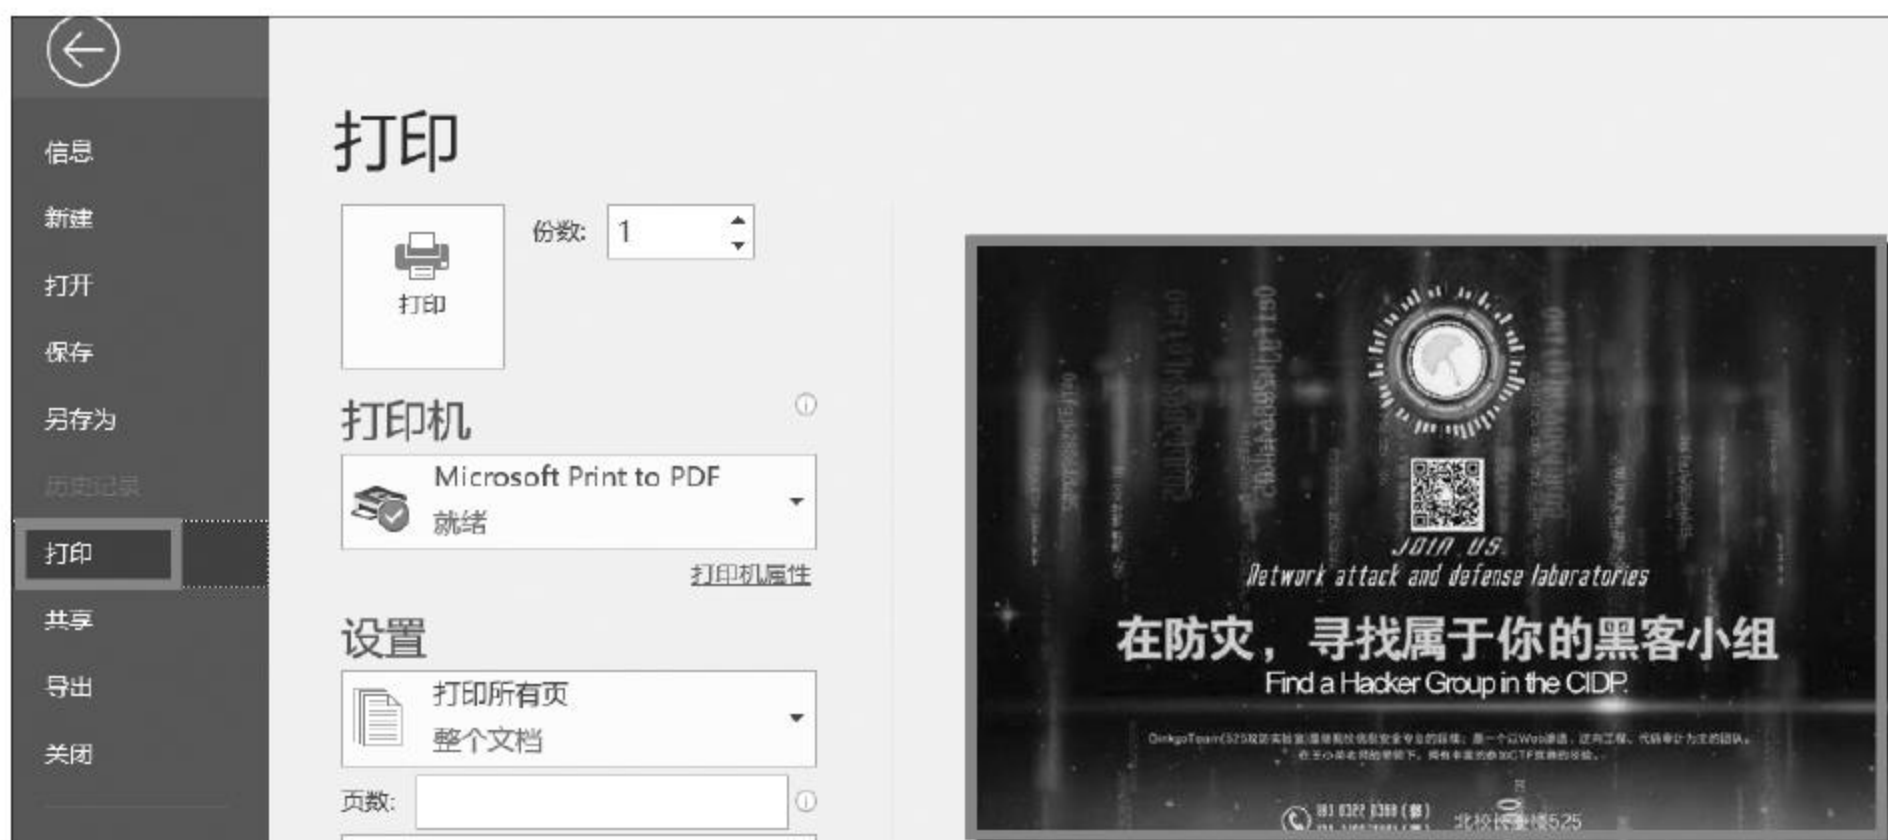 信息
新建
打开
保存
另存为
历史记录
打印
共享
导出
关闭
打印
打印
份数: 1
打印机
Microsoft Print to PDF
就绪
打印机属性
设置
打印所有页
整个文档
页数:
JOIN US
Network attack and defense laboratories
在防灾，寻找属于你的黑客小组
Find a Hacker Group in the CIDP.